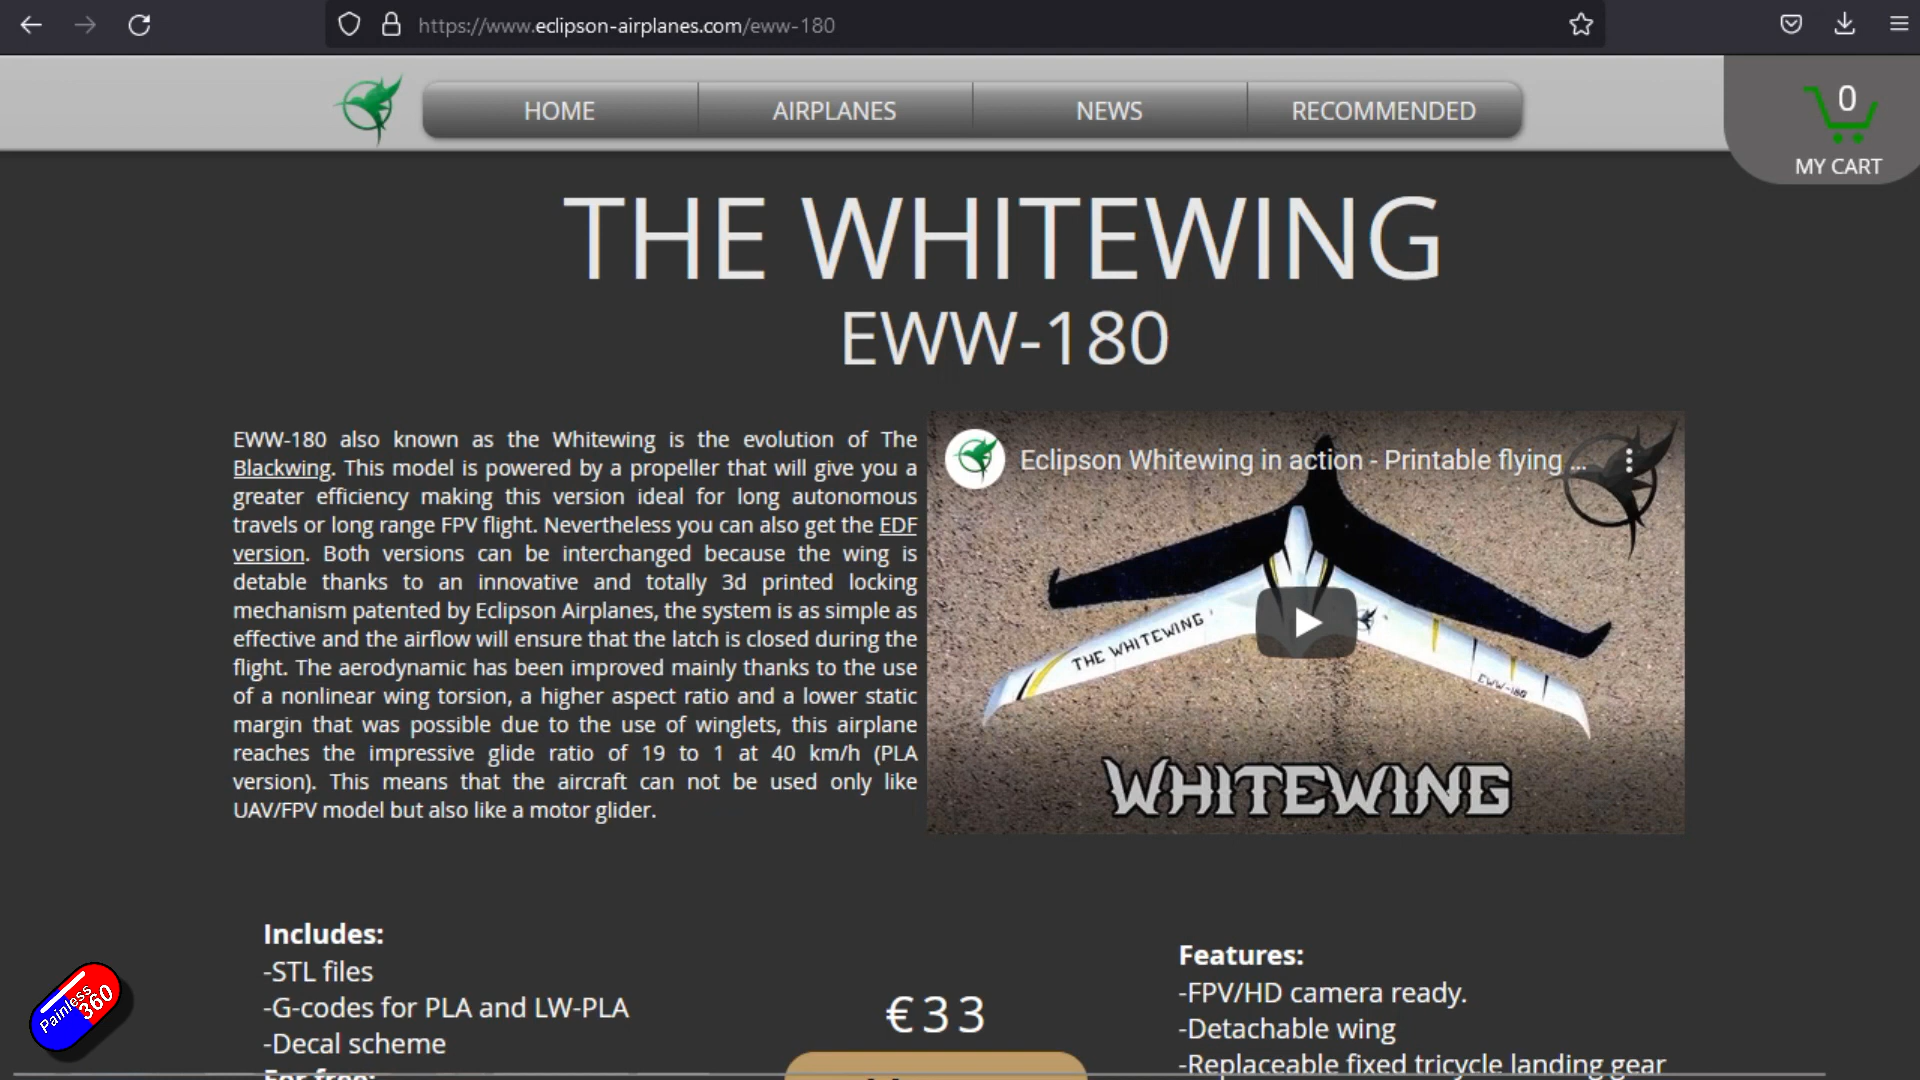 https://www.eclipson-airplanes.com/eww-180
HOME
AIRPLANES
NEWS
RECOMMENDED
0
MY CART
THE WHITEWING
EWW-180
EWW-180 also known as the Whitewing is the evolution of The
Blackwing. This model is powered by a propeller that will give you a
greater efficiency making this version ideal for long autonomous
travels or long range FPV flight. Nevertheless you can also get the EDF
version. Both versions can be interchanged because the wing is
detable thanks to an innovative and totally 3d printed locking
mechanism patented by Eclipson Airplanes, the system is as simple as
effective and the airflow will ensure that the latch is closed during the
flight. The aerodynamic has been improved mainly thanks to the use
of a nonlinear wing torsion, a higher aspect ratio and a lower static
margin that was possible due to the use of winglets, this airplane
reaches the impressive glide ratio of 19 to 1 at 40 km/h (PLA
version). This means that the aircraft can not be used only like
UAV/FPV model but also like a motor glider.
Eclipson Whitewing in action - Printable flying ...
THE WHITEWING
EWW-180
WHITEWING
Includes:
-STL files
-G-codes for PLA and LW-PLA
-Decal scheme
For free:
€33
Features:
-FPV/HD camera ready.
-Detachable wing
-Replaceable fixed tricycle landing gear
Painless
360